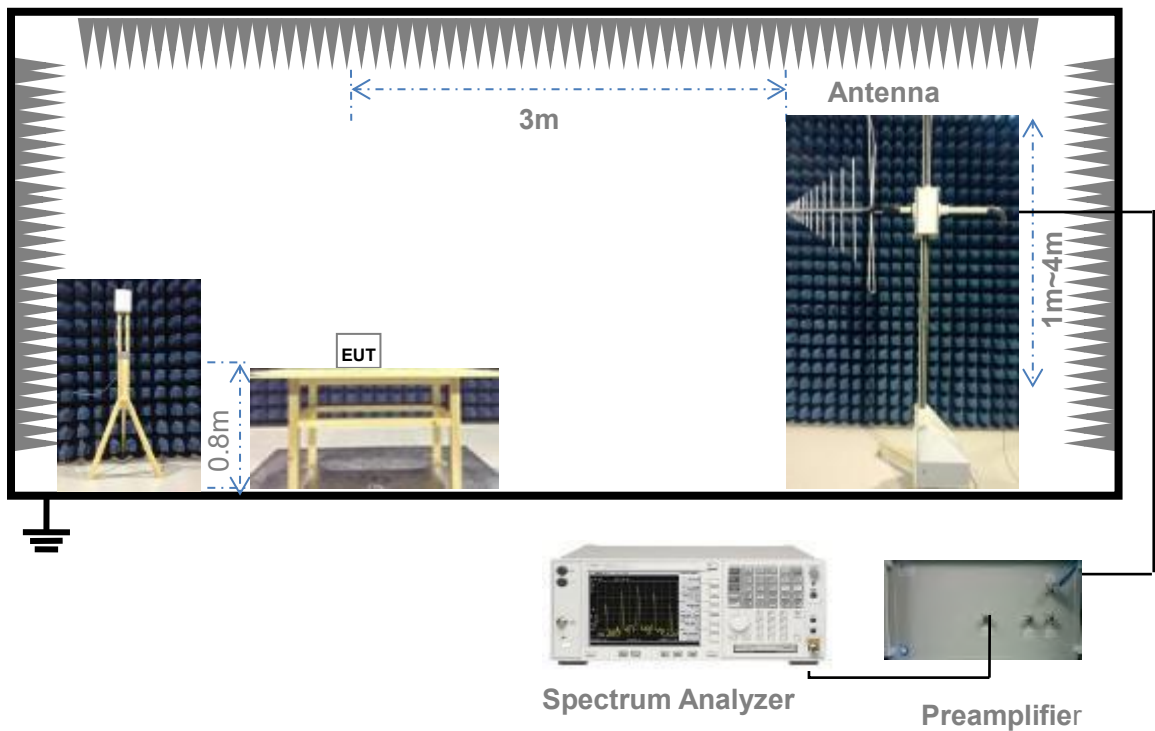 Antenna
3m
1m~4m
EUT
0.8m
Spectrum Analyzer
Preamplifier